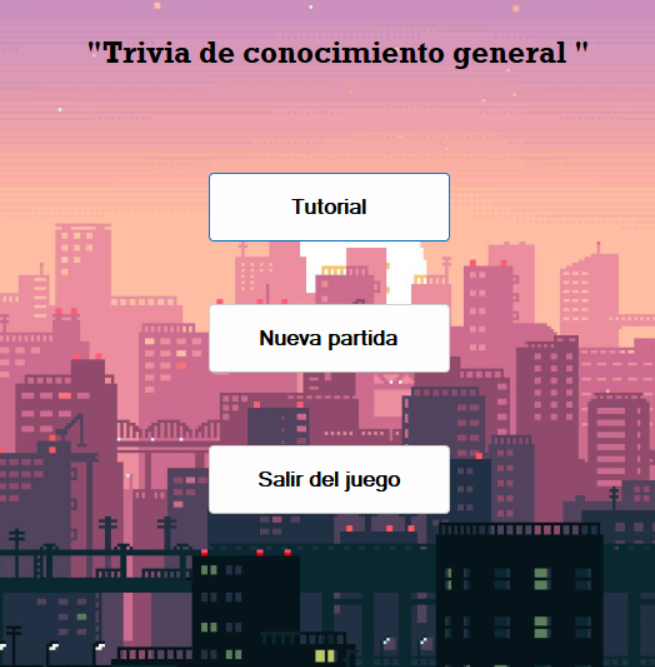 "Trivia de conocimiento general "
Tutorial
Nueva partida
Salir del juego